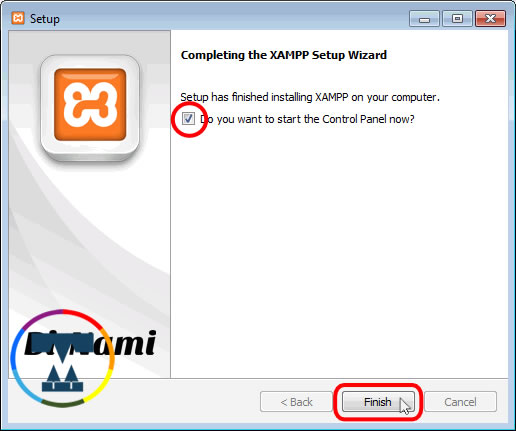 Setup
Completing the XAMPP Setup Wizard
Setup has finished installing XAMPP on your computer.
Do you want to start the Control Panel now?
< Back
Finish
Cancel